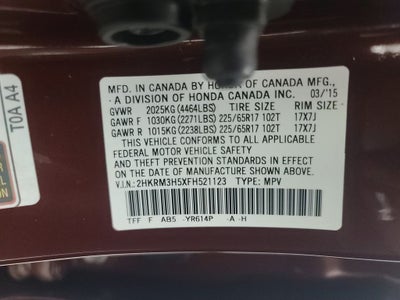 MFD. IN CANADA BY HONDA OF CANADA MFG.,
A DIVISION OF HONDA CANADA INC. 03/'15
GVWR 2025KG (4464LBS) TIRE SIZE RIM SIZE
GAWR F 1030KG (2271LBS) 225/65R17 102T 17X7J
GAWR R 1015KG (2238LBS) 225/65R17 102T 17X7J
THIS VEHICLE CONFORMS TO ALL APPLICABLE
FEDERAL MOTOR VEHICLE SAFETY
AND THEFT PREVENTION STANDARDS IN EFFECT ON
THE DATE OF MANUFACTURE SHOWN ABOVE.
V.I.N.: 2HKRM3H5XFH521123 TYPE: MPV
TFF F AB5 -YR614P -A -H
TOA A4